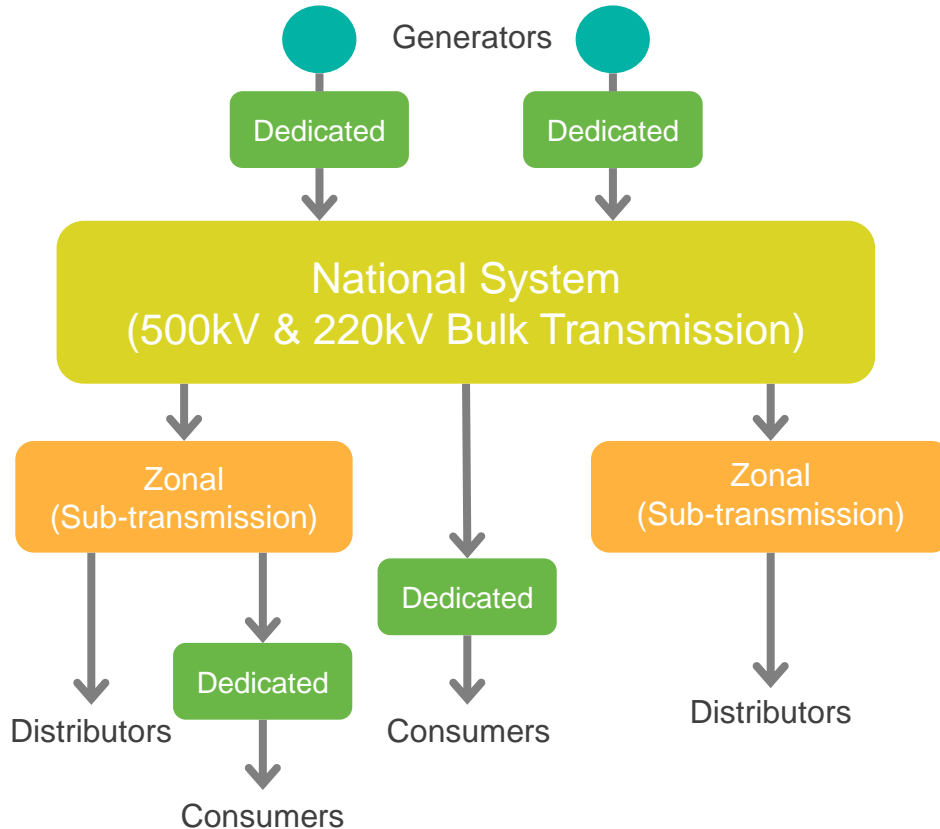 Generators
Dedicated
Dedicated
National System
(500kV & 220kV Bulk Transmission)
Zonal
(Sub-transmission)
Zonal
(Sub-transmission)
Dedicated
Dedicated
Distributors
Consumers
Distributors
Consumers